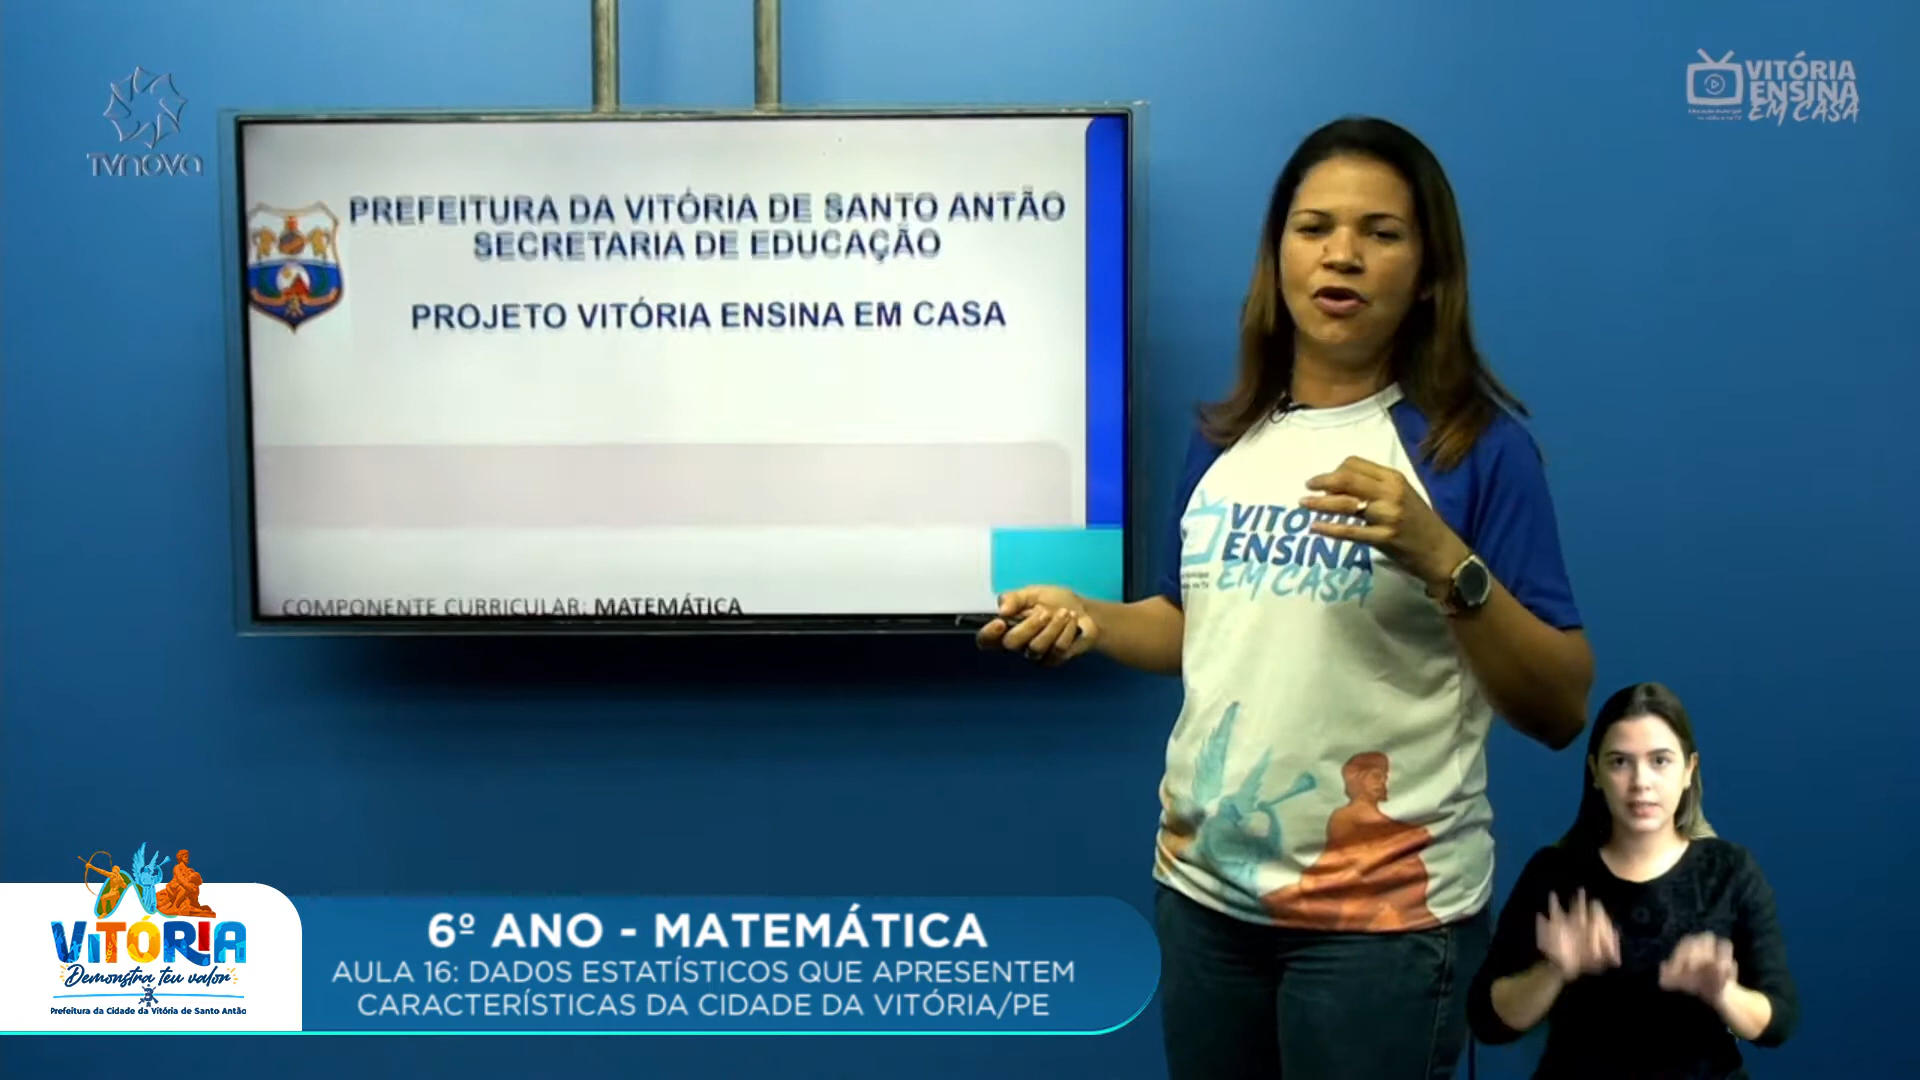 TVNOVA
VITÓRIA
ENSINA
EM CASA
PREFEITURA DA VITÓRIA DE SANTO ANTÃO
SECRETARIA DE EDUCAÇÃO
PROJETO VITÓRIA ENSINA EM CASA
COMPONENTE CURRICULAR: MATEMÁTICA
VITÓRIA
ENSINA
EM CASA
VITÓRIA
Demonstra teu valor
Prefeitura da Cidade da Vitória de Santo Antão
6º ANO - MATEMÁTICA
AULA 16: DADOS ESTATÍSTICOS QUE APRESENTEM
CARACTERÍSTICAS DA CIDADE DA VITÓRIA/PE